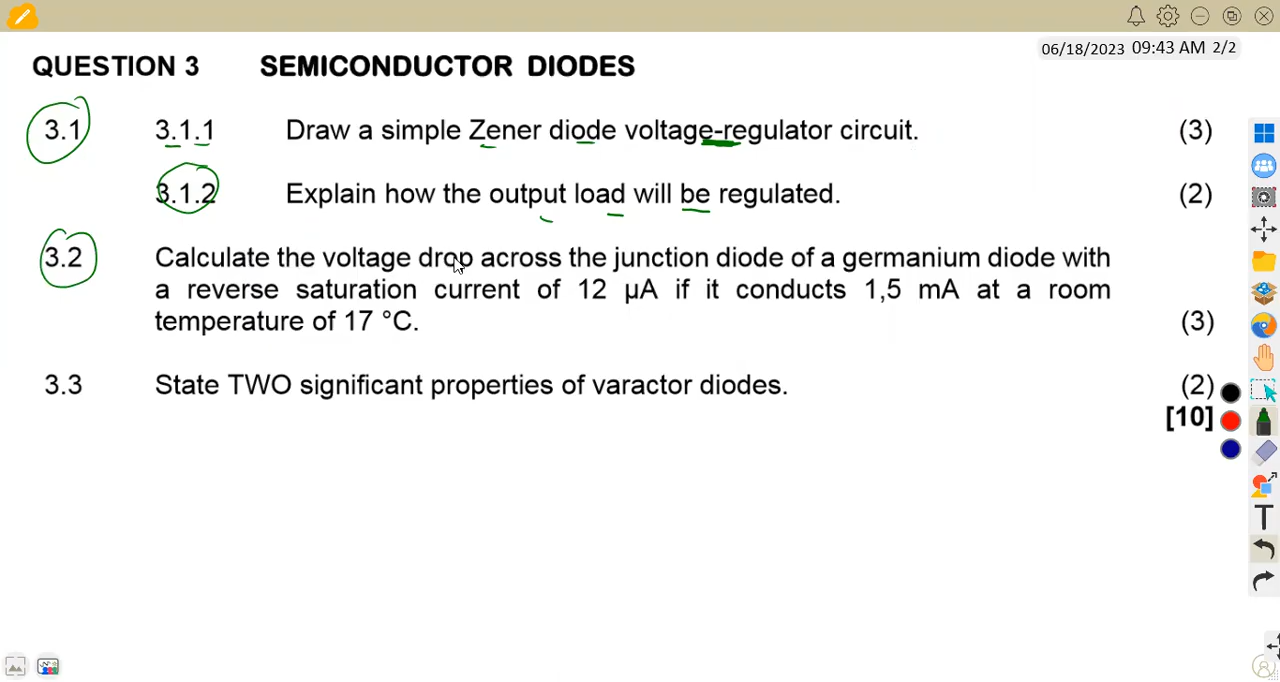 06/18/2023 09:43 AM 2/2
QUESTION 3 SEMICONDUCTOR DIODES
3.1 3.1.1 Draw a simple Zener diode voltage-regulator circuit. (3)
3.1.2 Explain how the output load will be regulated. (2)
3.2 Calculate the voltage drop across the junction diode of a germanium diode with
a reverse saturation current of 12 µA if it conducts 1,5 mA at a room
temperature of 17 °C. (3)
3.3 State TWO significant properties of varactor diodes. (2)
[10]
T